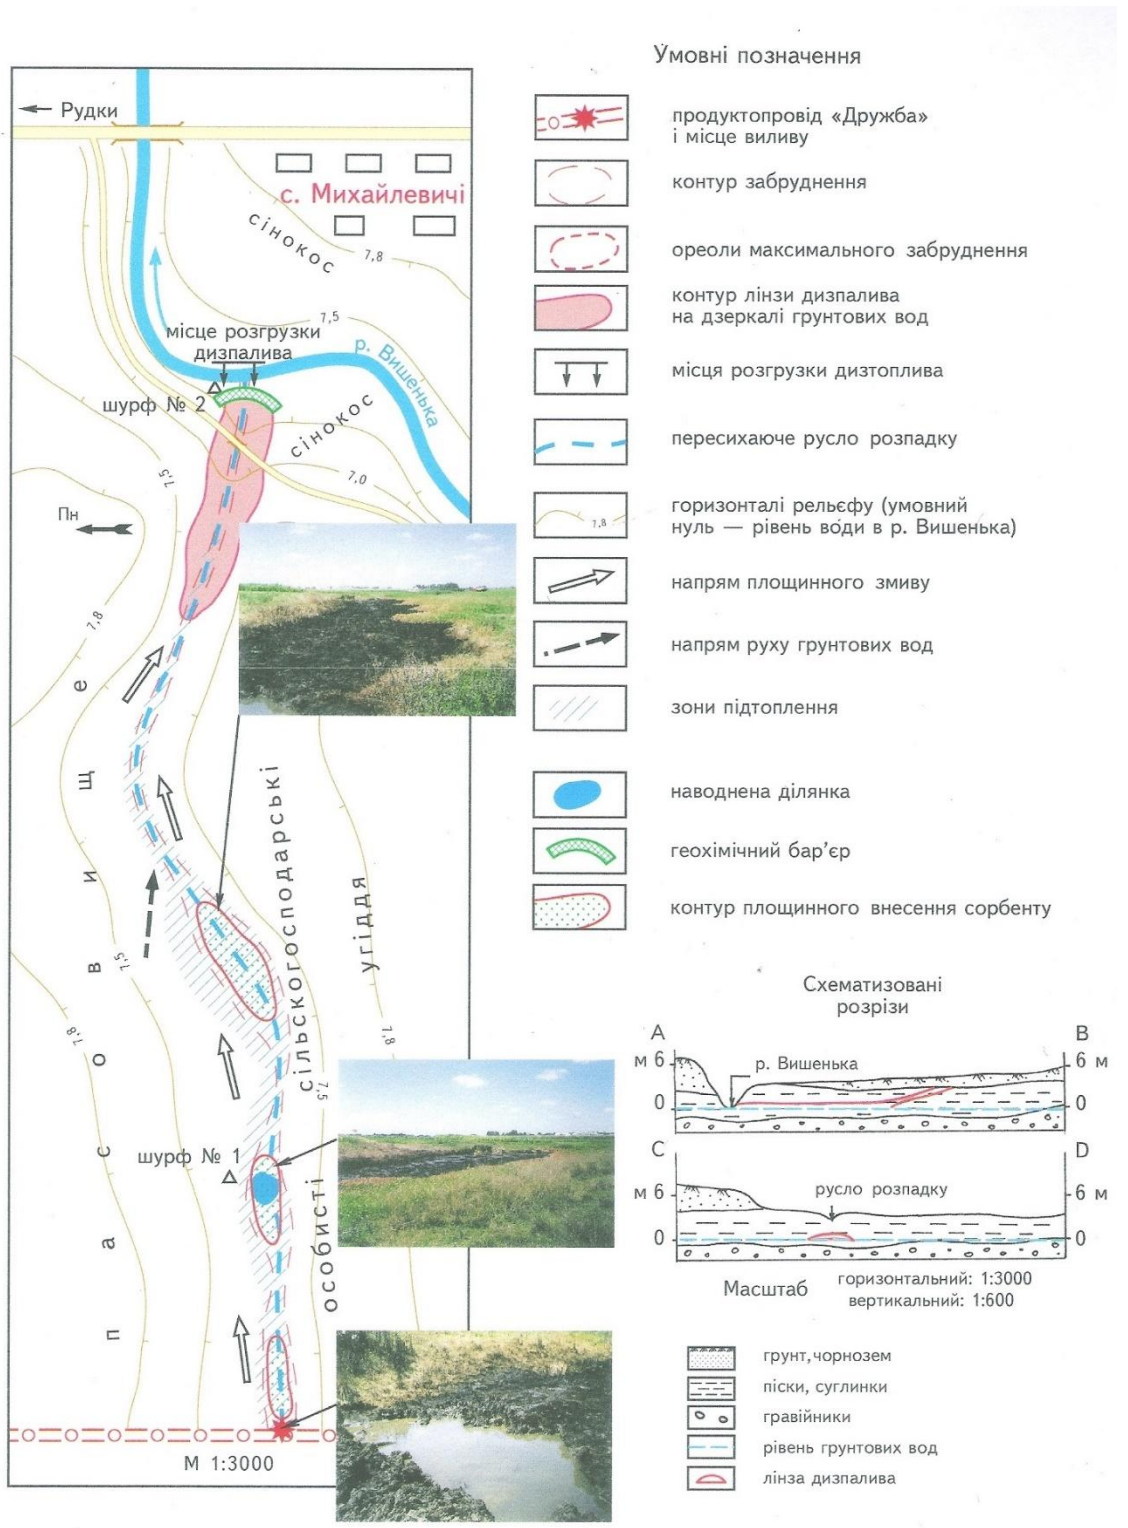 Умовні позначення
Рудки
с. Михайлевичі
сінокос
7,8
7,5
місце розгрузки
дизпалива
р. Вишенька
шурф № 2
сінокос
7,5
7,0
Пн
7,8
пасовище
сільскогосподарські
угіддя
7,5
7,8
7,8
7,5
шурф № 1
особисті
М 1:3000
продуктопровід «Дружба»
і місце виливу
контур забруднення
ореоли максимального забруднення
контур лінзи дизпалива
на дзеркалі грунтових вод
місця розгрузки дизтоплива
пересихаюче русло розпадку
7,8
горизонталі рельєфу (умовний
нуль — рівень води в р. Вишенька)
напрям площинного змиву
напрям руху грунтових вод
зони підтоплення
наводнена ділянка
геохімічний бар’єр
контур площинного внесення сорбенту
Схематизовані
розрізи
А В
м 6 р. Вишенька 6 м
0 0
С D
м 6 русло розпадку 6 м
0 0
Масштаб горизонтальний: 1:3000
вертикальний: 1:600
грунт,чорнозем
піски, суглинки
гравійники
рівень грунтових вод
лінза дизпалива